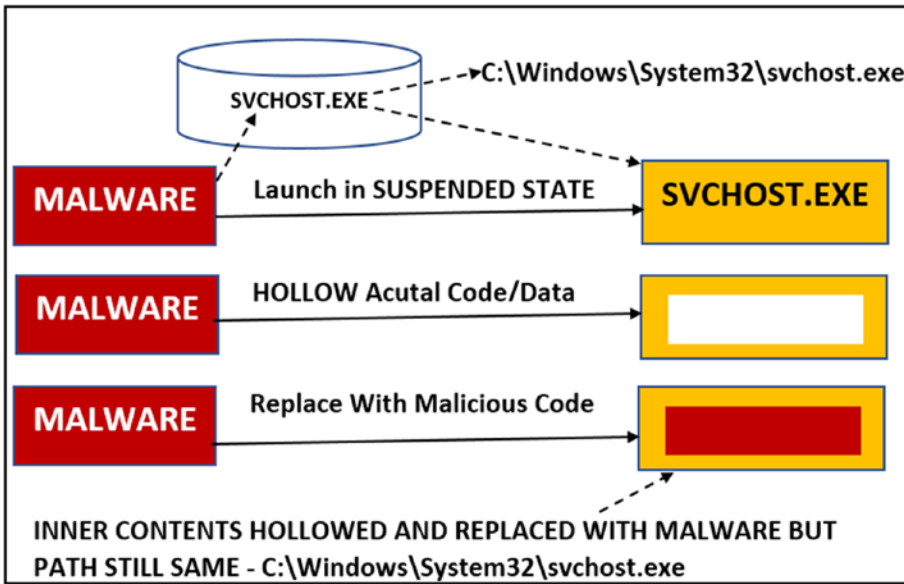 C:\Windows\System32\svchost.exe
SVCHOST.EXE
MALWARE
Launch in SUSPENDED STATE
SVCHOST.EXE
MALWARE
HOLLOW Acutal Code/Data
MALWARE
Replace With Malicious Code
INNER CONTENTS HOLLOWED AND REPLACED WITH MALWARE BUT
PATH STILL SAME - C:\Windows\System32\svchost.exe